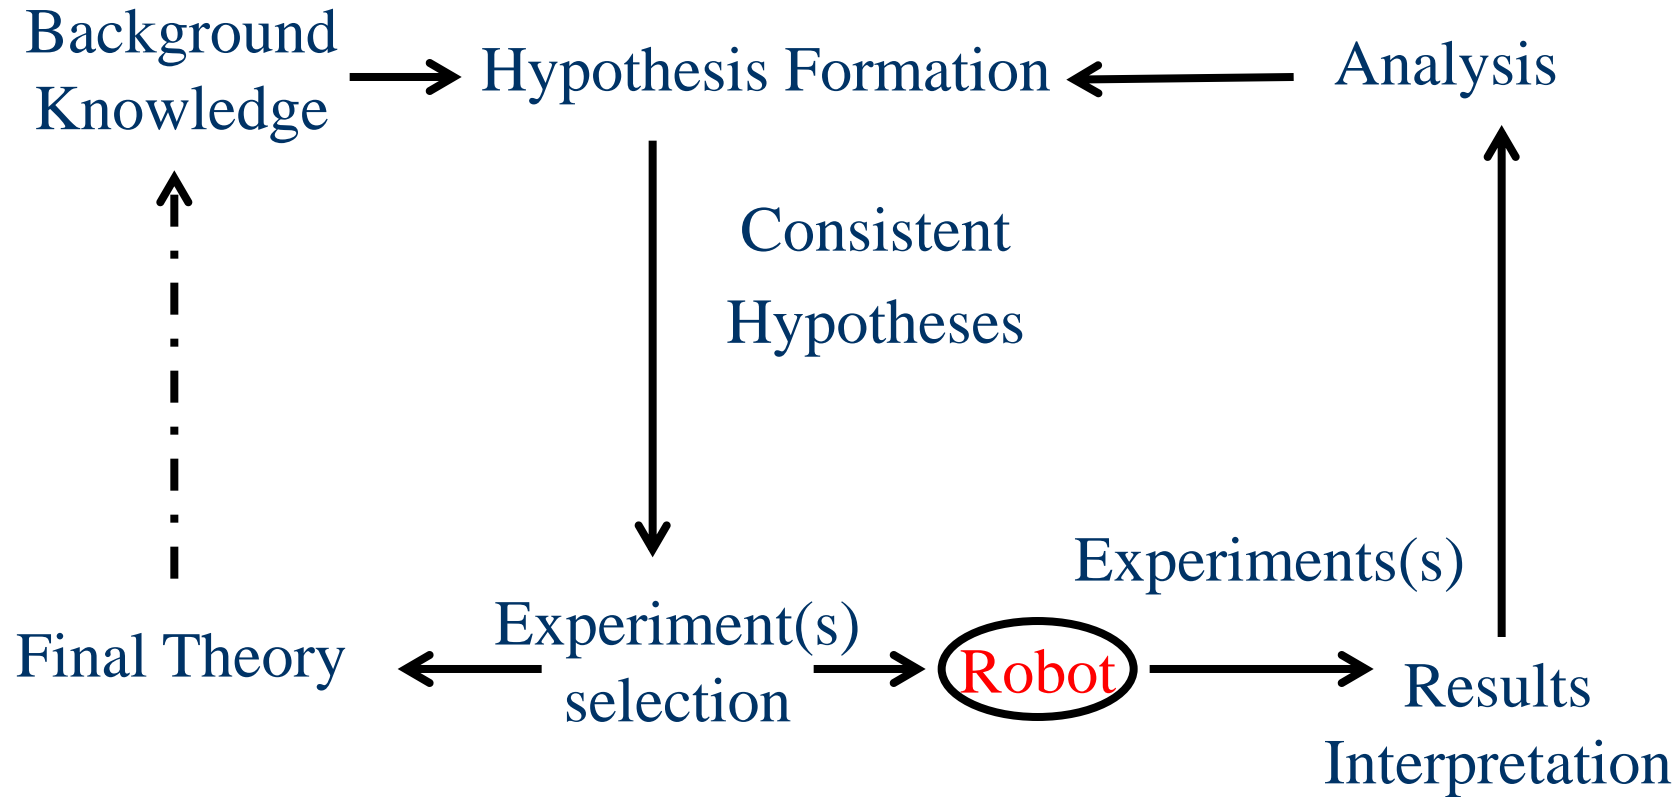 Background
Knowledge
Hypothesis Formation
Analysis
Consistent
Hypotheses
Experiments(s)
Final Theory
Experiment(s)
selection
Robot
Results
Interpretation